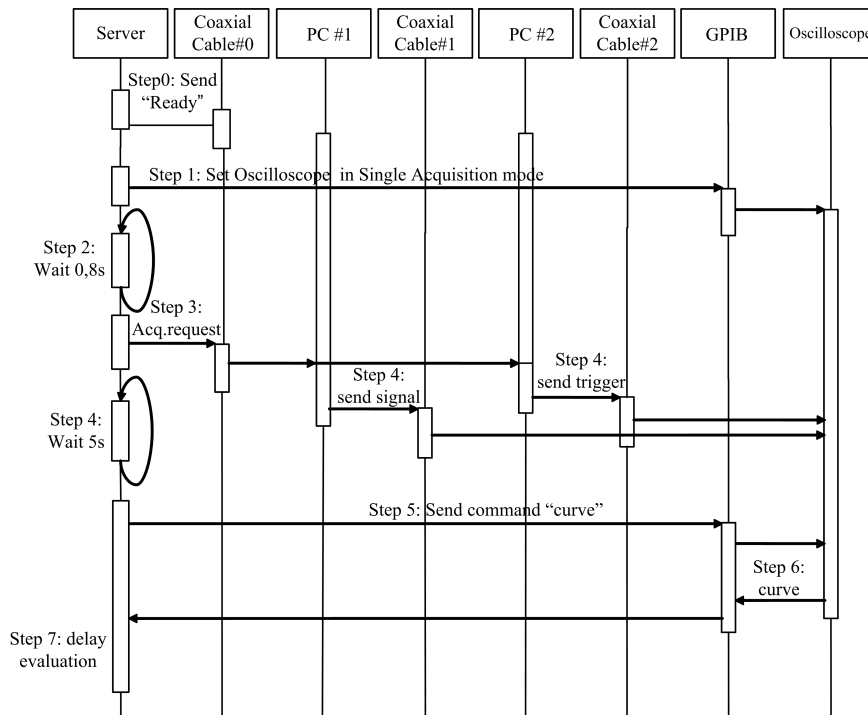 Server
Coaxial
Cable#0
PC #1
Coaxial
Cable#1
PC #2
Coaxial
Cable#2
GPIB
Oscilloscope
Step0: Send
“Ready”
Step 1: Set Oscilloscope in Single Acquisition mode
Step 2:
Wait 0,8s
Step 3:
Acq.request
Step 4:
send signal
Step 4:
send trigger
Step 4:
Wait 5s
Step 5: Send command “curve”
Step 6:
curve
Step 7: delay
evaluation